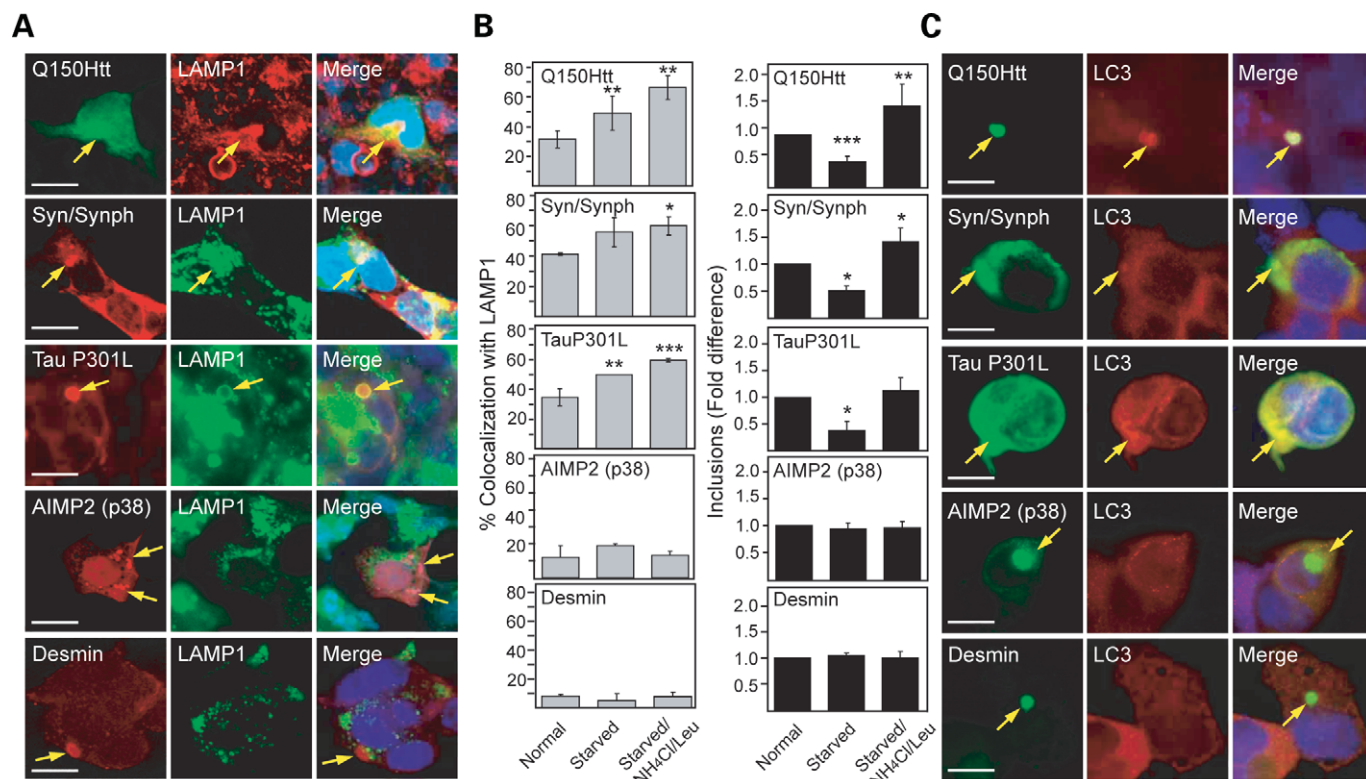 A
Q150Htt LAMP1 Merge
Syn/Synph LAMP1 Merge
Tau P301L LAMP1 Merge
AIMP2 (p38) LAMP1 Merge
Desmin LAMP1 Merge
B
% Colocalization with LAMP1
80
60
40
20
Q150Htt
** **
80
60
40
20
Syn/Synph
*
80
60
40
20
TauP301L
** ***
80
60
40
20
AIMP2 (p38)
80
60
40
20
Desmin
Normal
Starved
Starved/
NH4Cl/Leu
Inclusions (Fold difference)
2.0
1.5
1.0
0.5
Q150Htt
*** **
2.0
1.5
1.0
0.5
Syn/Synph
* *
2.0
1.5
1.0
0.5
TauP301L
*
2.0
1.5
1.0
0.5
AIMP2 (p38)
2.0
1.5
1.0
0.5
Desmin
Normal
Starved
Starved/
NH4Cl/Leu
C
Q150Htt LC3 Merge
Syn/Synph LC3 Merge
Tau P301L LC3 Merge
AIMP2 (p38) LC3 Merge
Desmin LC3 Merge